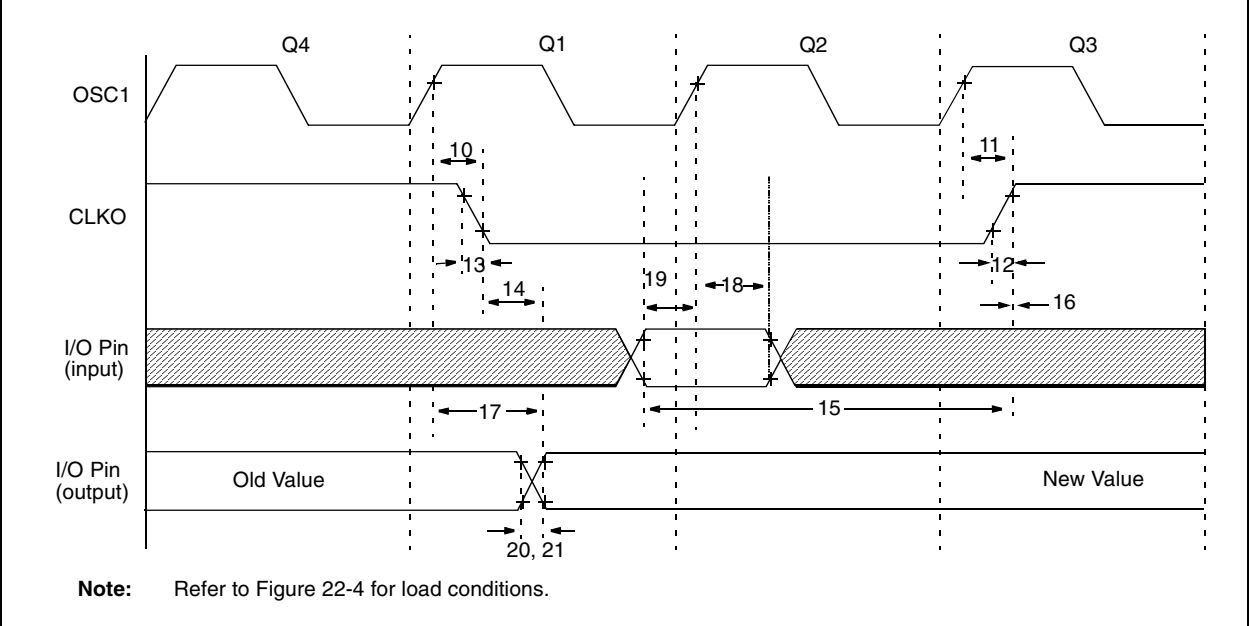 Q4 Q1 Q2 Q3
OSC1
10 11
CLKO
13 19 18 12
14 16
I/O Pin
(input)
17 15
I/O Pin
(output)
Old Value New Value
20, 21
Note: Refer to Figure 22-4 for load conditions.